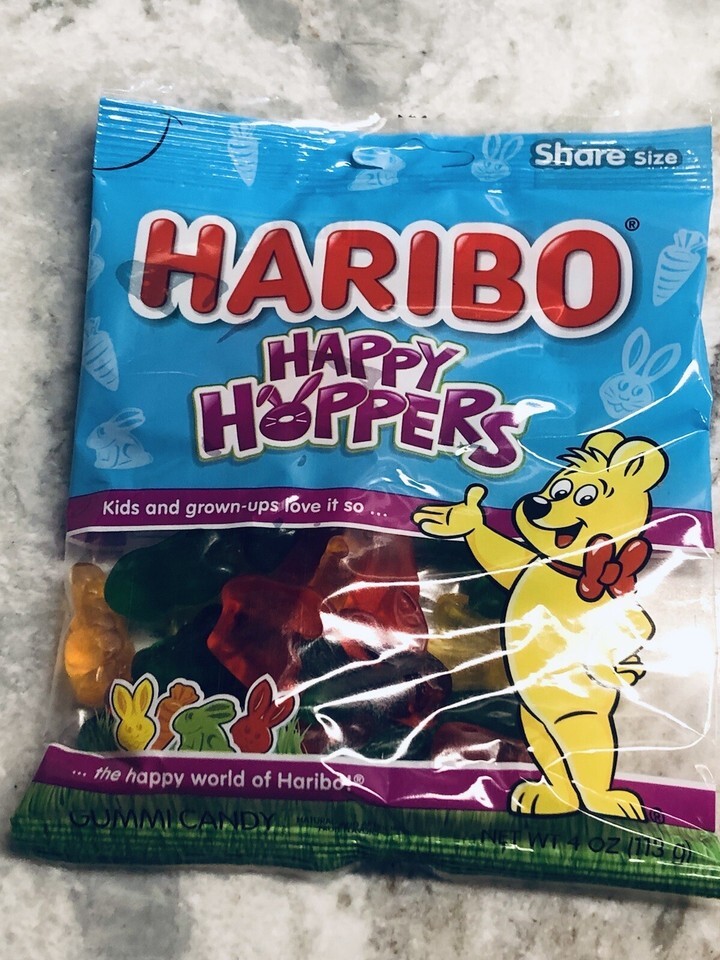 Share Size
HARIBO®
HAPPY
HOPPERS
Kids and grown-ups love it so ...
... the happy world of Haribo!®
GUMMI CANDY
NET WT 4 OZ (113 g)